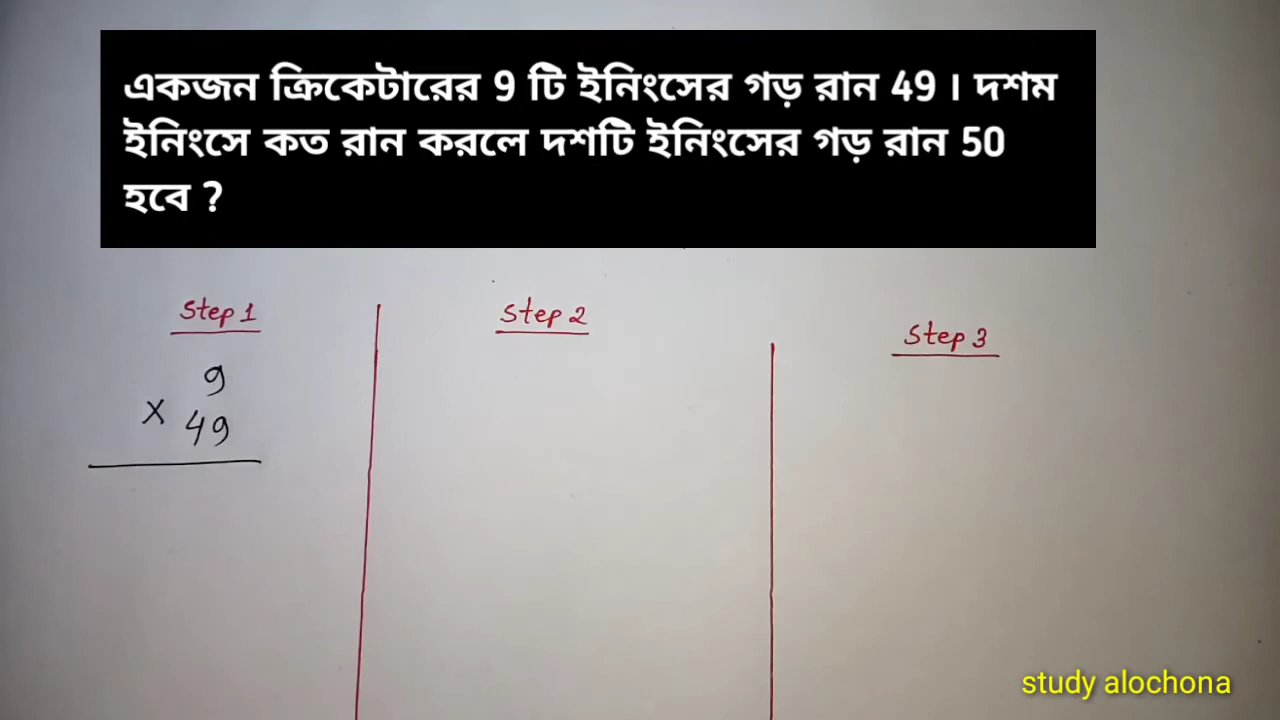 একজন ক্রিকেটারের 9 টি ইনিংসের গড় রান 49 । দশম
ইনিংসে কত রান করলে দশটি ইনিংসের গড় রান 50
হবে ?
Step 1
9
× 49
Step 2
Step 3
study alochona